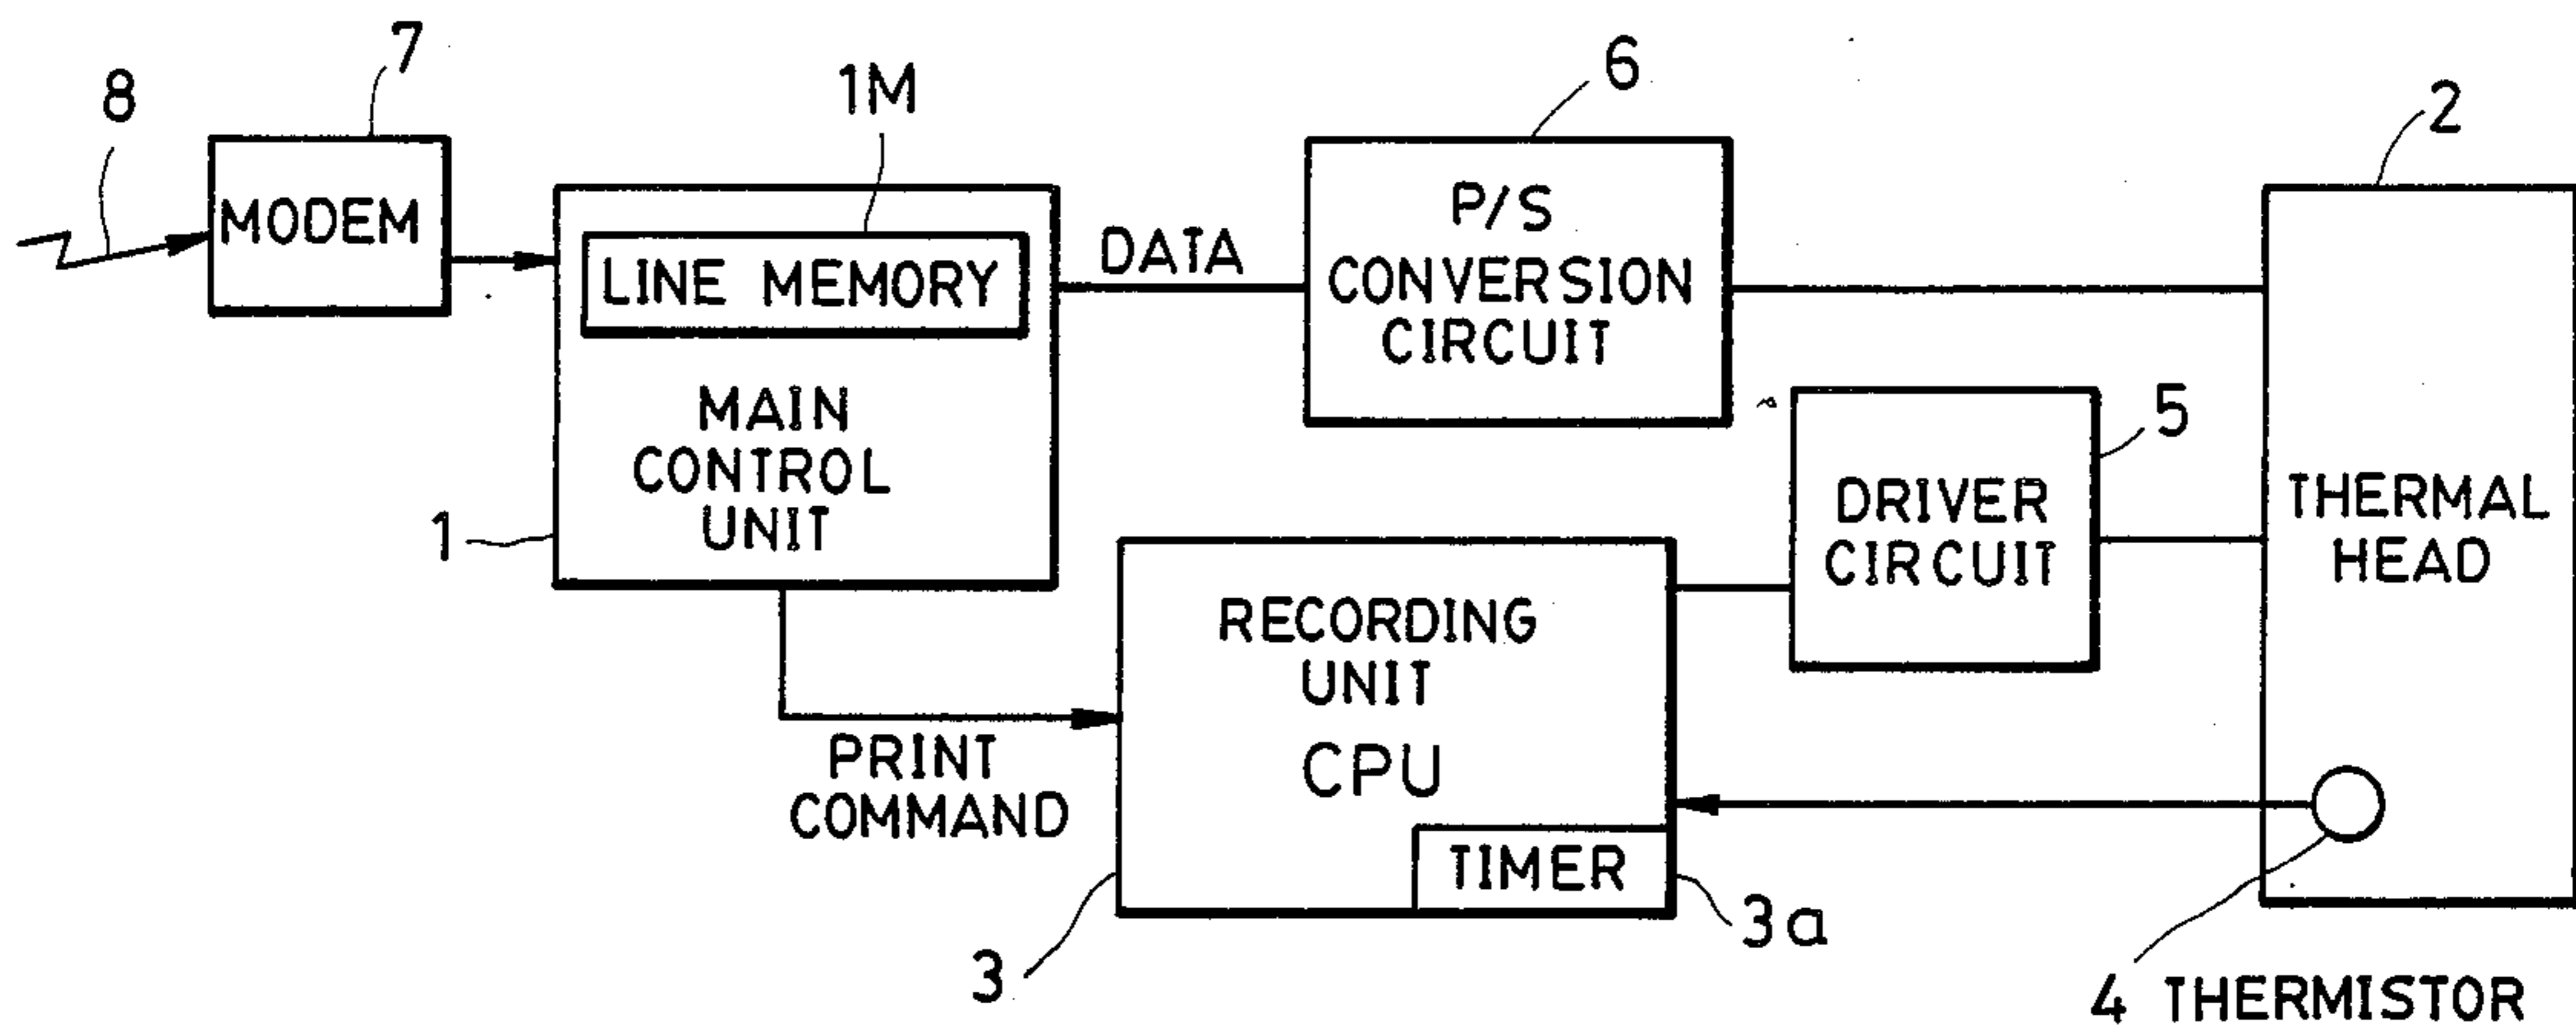 8
7
MODEM
1M
LINE MEMORY
MAIN
CONTROL
UNIT
1
DATA
6
P/S
CONVERSION
CIRCUIT
2
THERMAL
HEAD
5
DRIVER
CIRCUIT
PRINT
COMMAND
RECORDING
UNIT
CPU
TIMER
3
3a
4 THERMISTOR